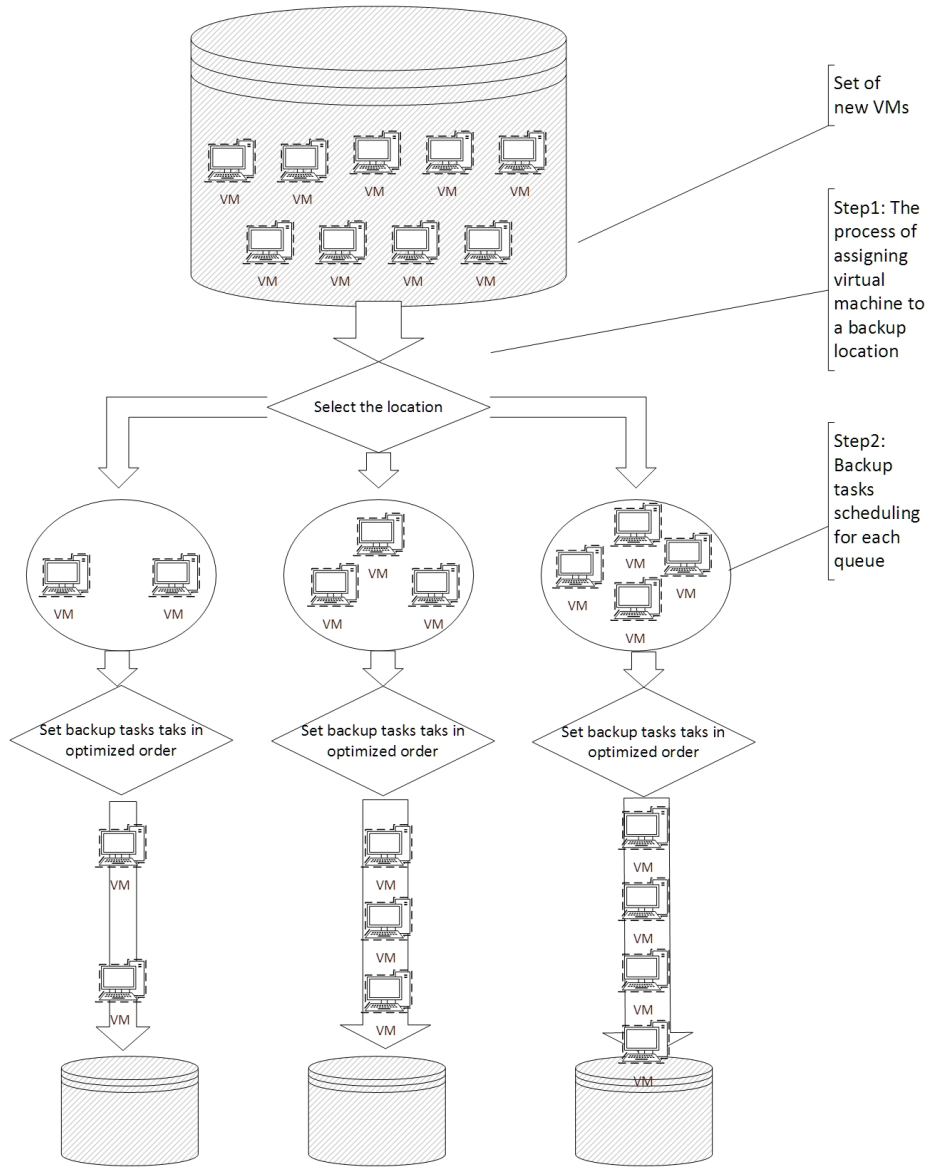 Set of
new VMs
VM
VM
VM
VM
VM
VM
VM
VM
VM
Step1: The
process of
assigning
virtual
machine to
a backup
location
Select the location
Step2:
Backup
tasks
scheduling
for each
queue
VM
VM
VM
VM
VM
VM
VM
VM
VM
Set backup tasks taks in
optimized order
Set backup tasks taks in
optimized order
Set backup tasks taks in
optimized order
VM
VM
VM
VM
VM
VM
VM
VM
VM